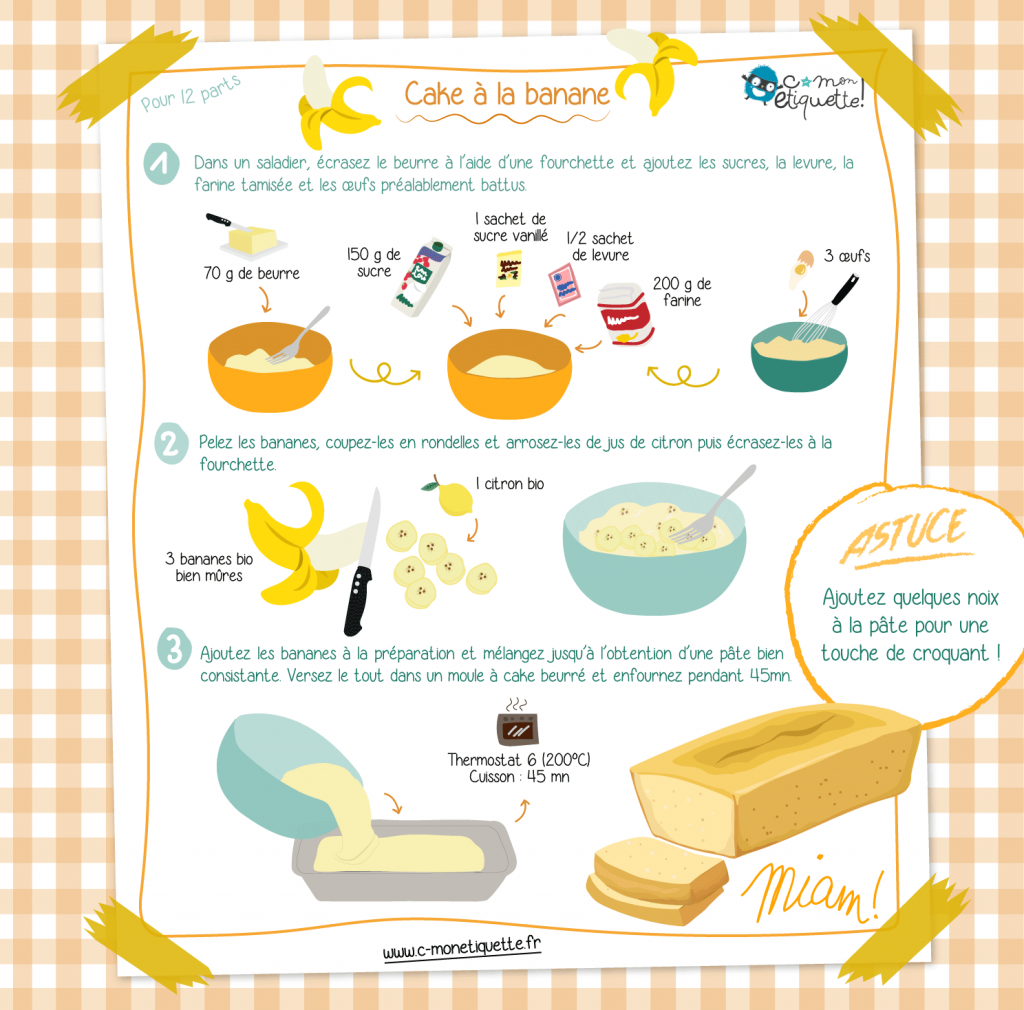 Pour 12 parts
Cake à la banane
c mon
etiquette!
1
Dans un saladier, écrasez le beurre à l'aide d'une fourchette et ajoutez les sucres, la levure, la
farine tamisée et les œufs préalablement battus.
70 g de beurre
150 g de
sucre
1 sachet de
sucre vanillé
1/2 sachet
de levure
200 g de
farine
3 œufs
2
Pelez les bananes, coupez-les en rondelles et arrosez-les de jus de citron puis écrasez-les à la
fourchette.
3 bananes bio
bien mûres
1 citron bio
ASTUCE
Ajoutez quelques noix
à la pâte pour une
touche de croquant !
3
Ajoutez les bananes à la préparation et mélangez jusqu'à l'obtention d'une pâte bien
consistante. Versez le tout dans un moule à cake beurré et enfournez pendant 45mn.
Thermostat 6 (200°C)
Cuisson : 45 mn
Miam!
www.c-monetiquette.fr